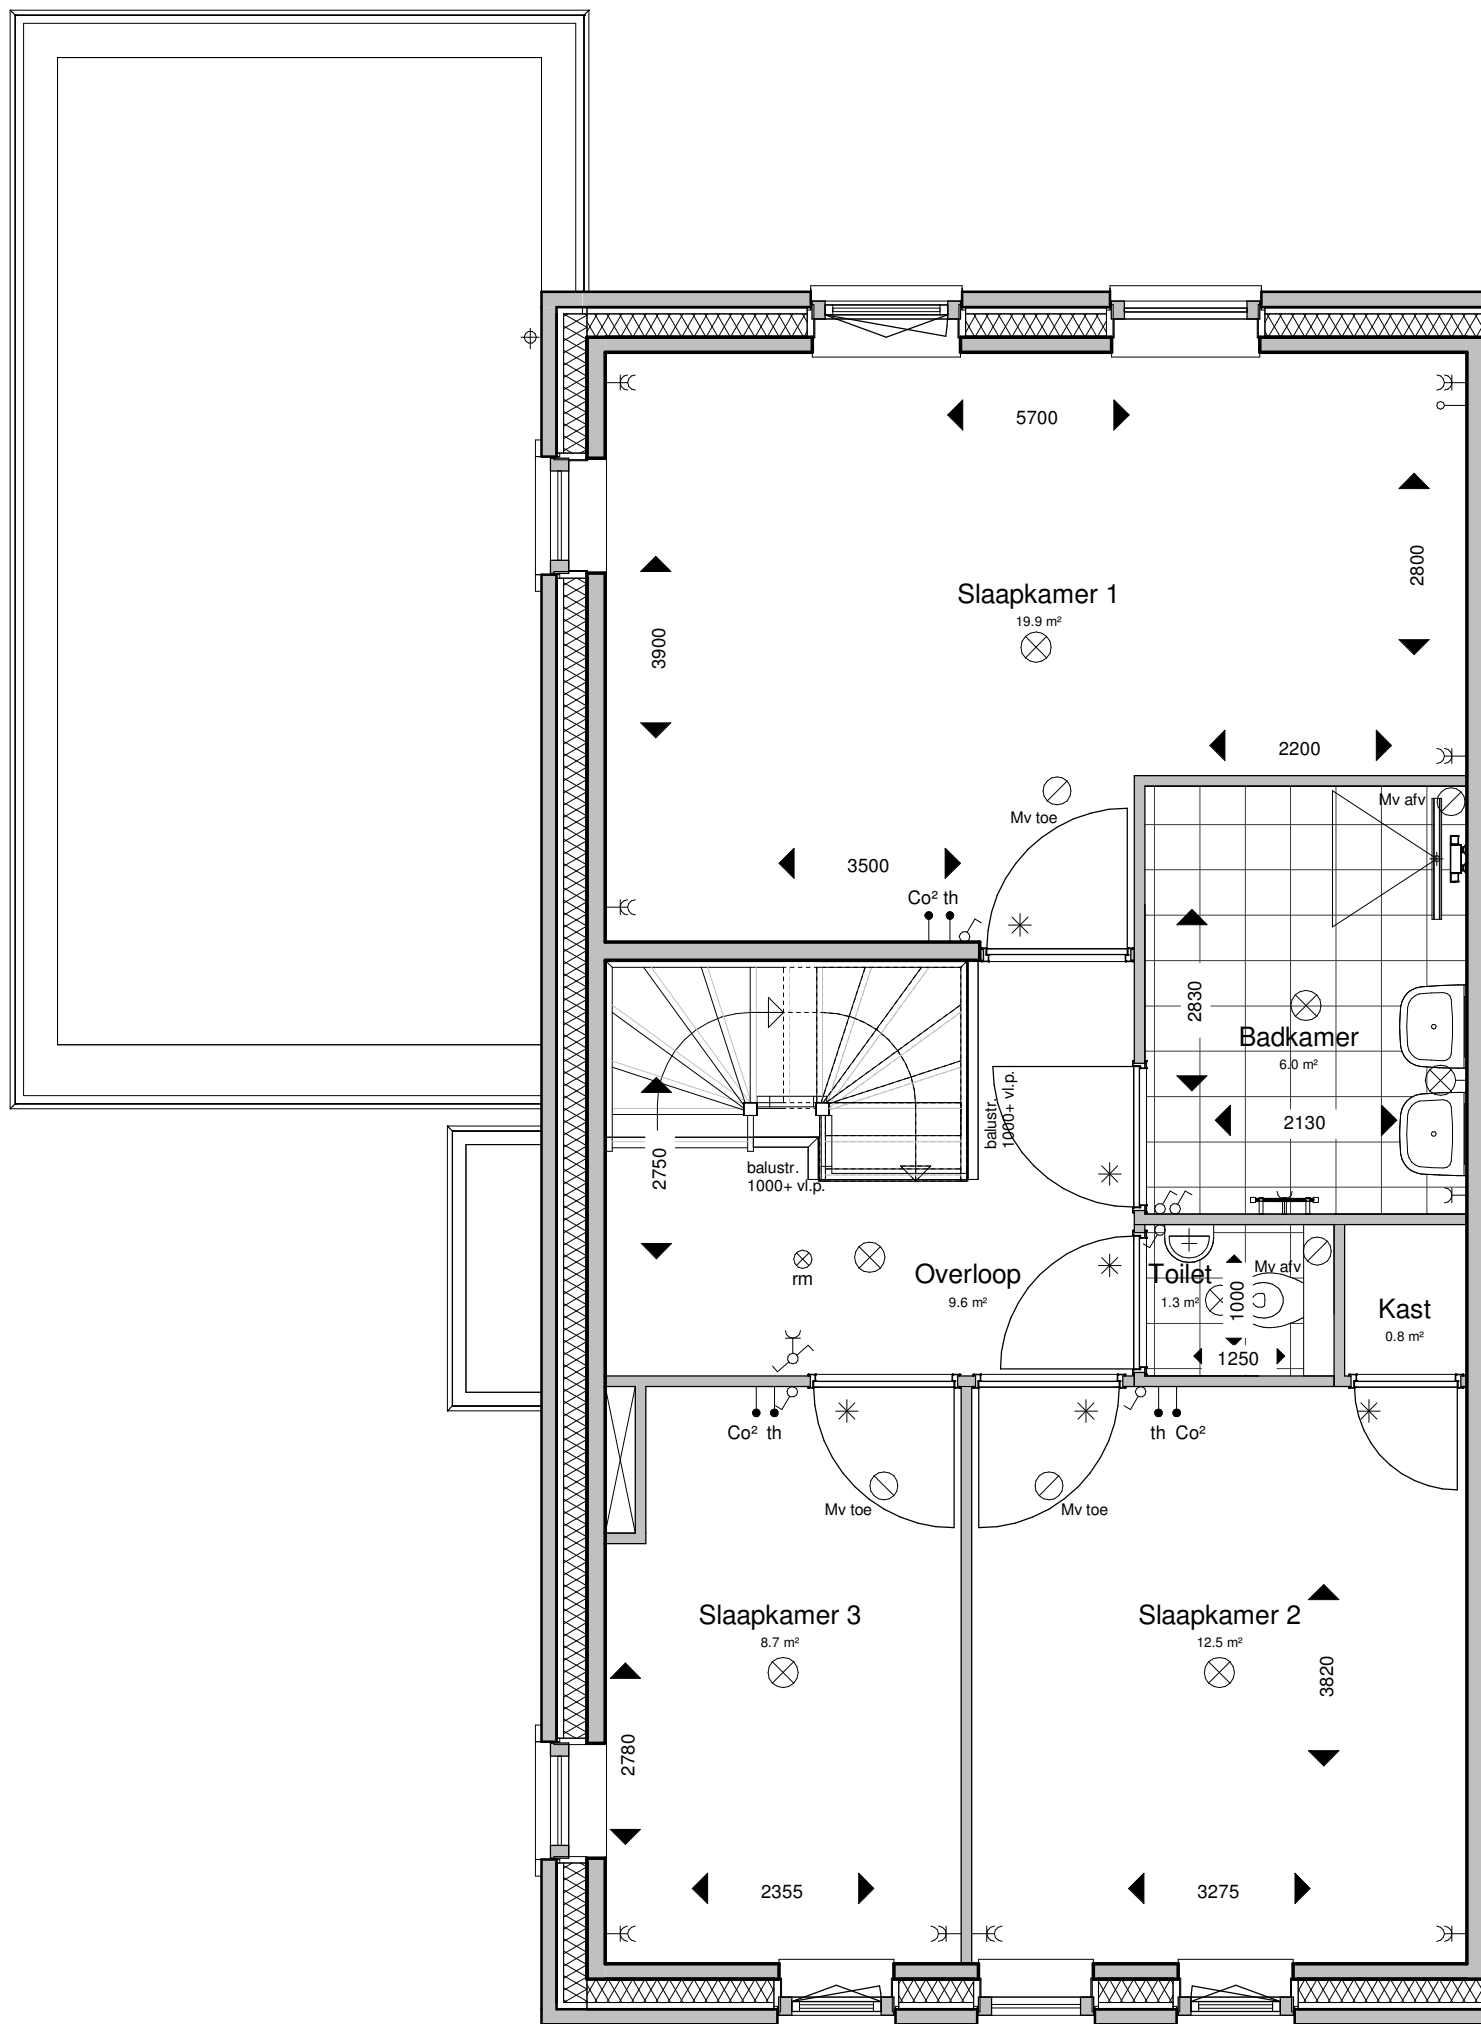 5700
2800
Slaapkamer 1
19.9 m²
3900
2200
Mv toe
Mv afv
3500
Co² th
2830
Badkamer
6.0 m²
2130
balustr.
1000+ vl.p.
2750
balustr.
1000+ vl.p.
rm
Overloop
9.6 m²
Toilet
1.3 m²
Mv afv
1000
1250
Kast
0.8 m²
Co² th
th Co²
Mv toe
Mv toe
Slaapkamer 3
8.7 m²
Slaapkamer 2
12.5 m²
3820
2780
2355
3275